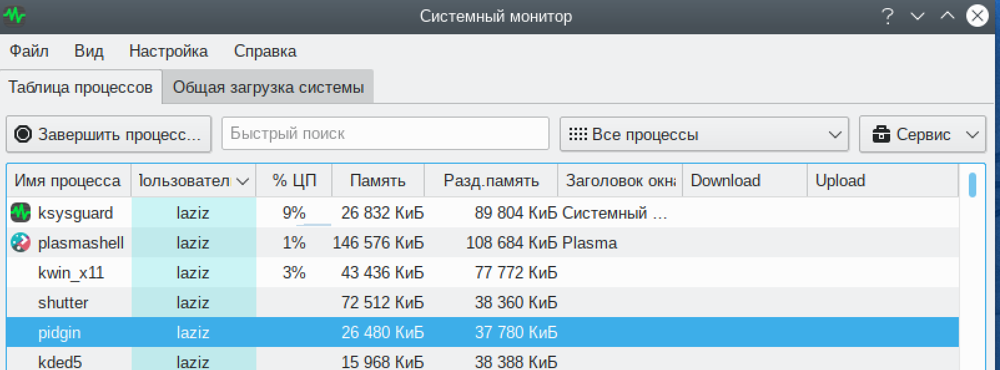 Системный монитор
Файл Вид Настройка Справка
Таблица процессов Общая загрузка системы
Завершить процесс... Быстрый поиск Все процессы Сервис
Имя процесса Пользовател % ЦП Память Разд.память Заголовок окна Download Upload
ksysguard laziz 9% 26 832 КиБ 89 804 КиБ Системный ...
plasmashell laziz 1% 146 576 КиБ 108 684 КиБ Plasma
kwin_x11 laziz 3% 43 436 КиБ 77 772 КиБ
shutter laziz 72 512 КиБ 38 360 КиБ
pidgin laziz 26 480 КиБ 37 780 КиБ
kded5 laziz 15 968 КиБ 38 388 КиБ